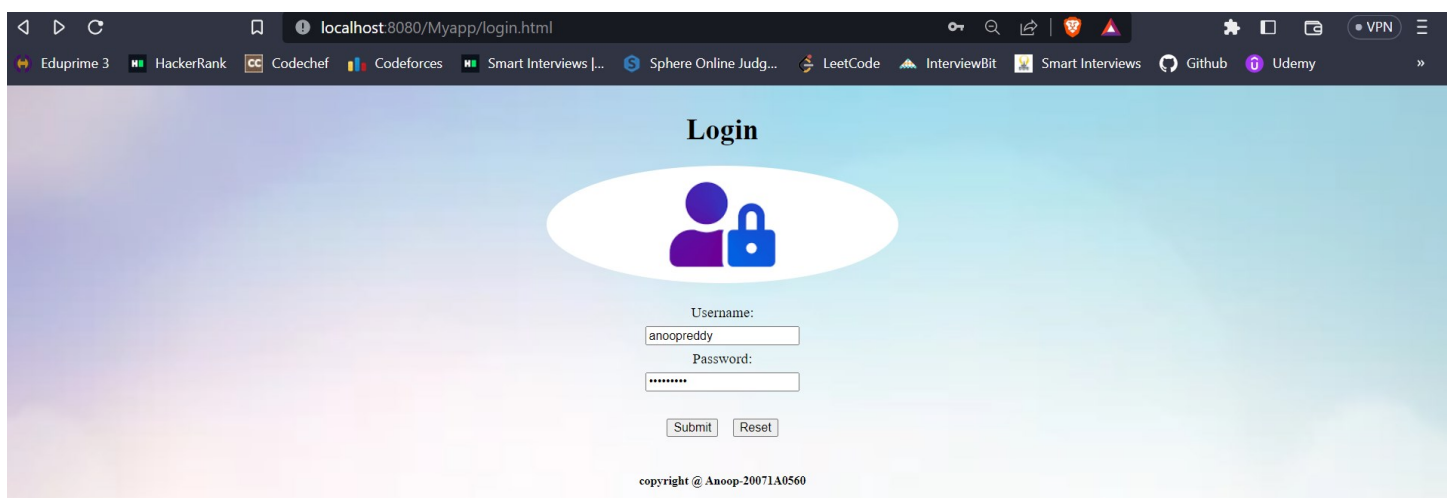 localhost:8080/Myapp/login.html VPN
Eduprime 3 HackerRank CC Codechef Codeforces Smart Interviews |... Sphere Online Judg... LeetCode InterviewBit Smart Interviews Github Udemy »
Login
Username:
anoopreddy
Password:
•••••••••
Submit Reset
copyright @ Anoop-20071A0560